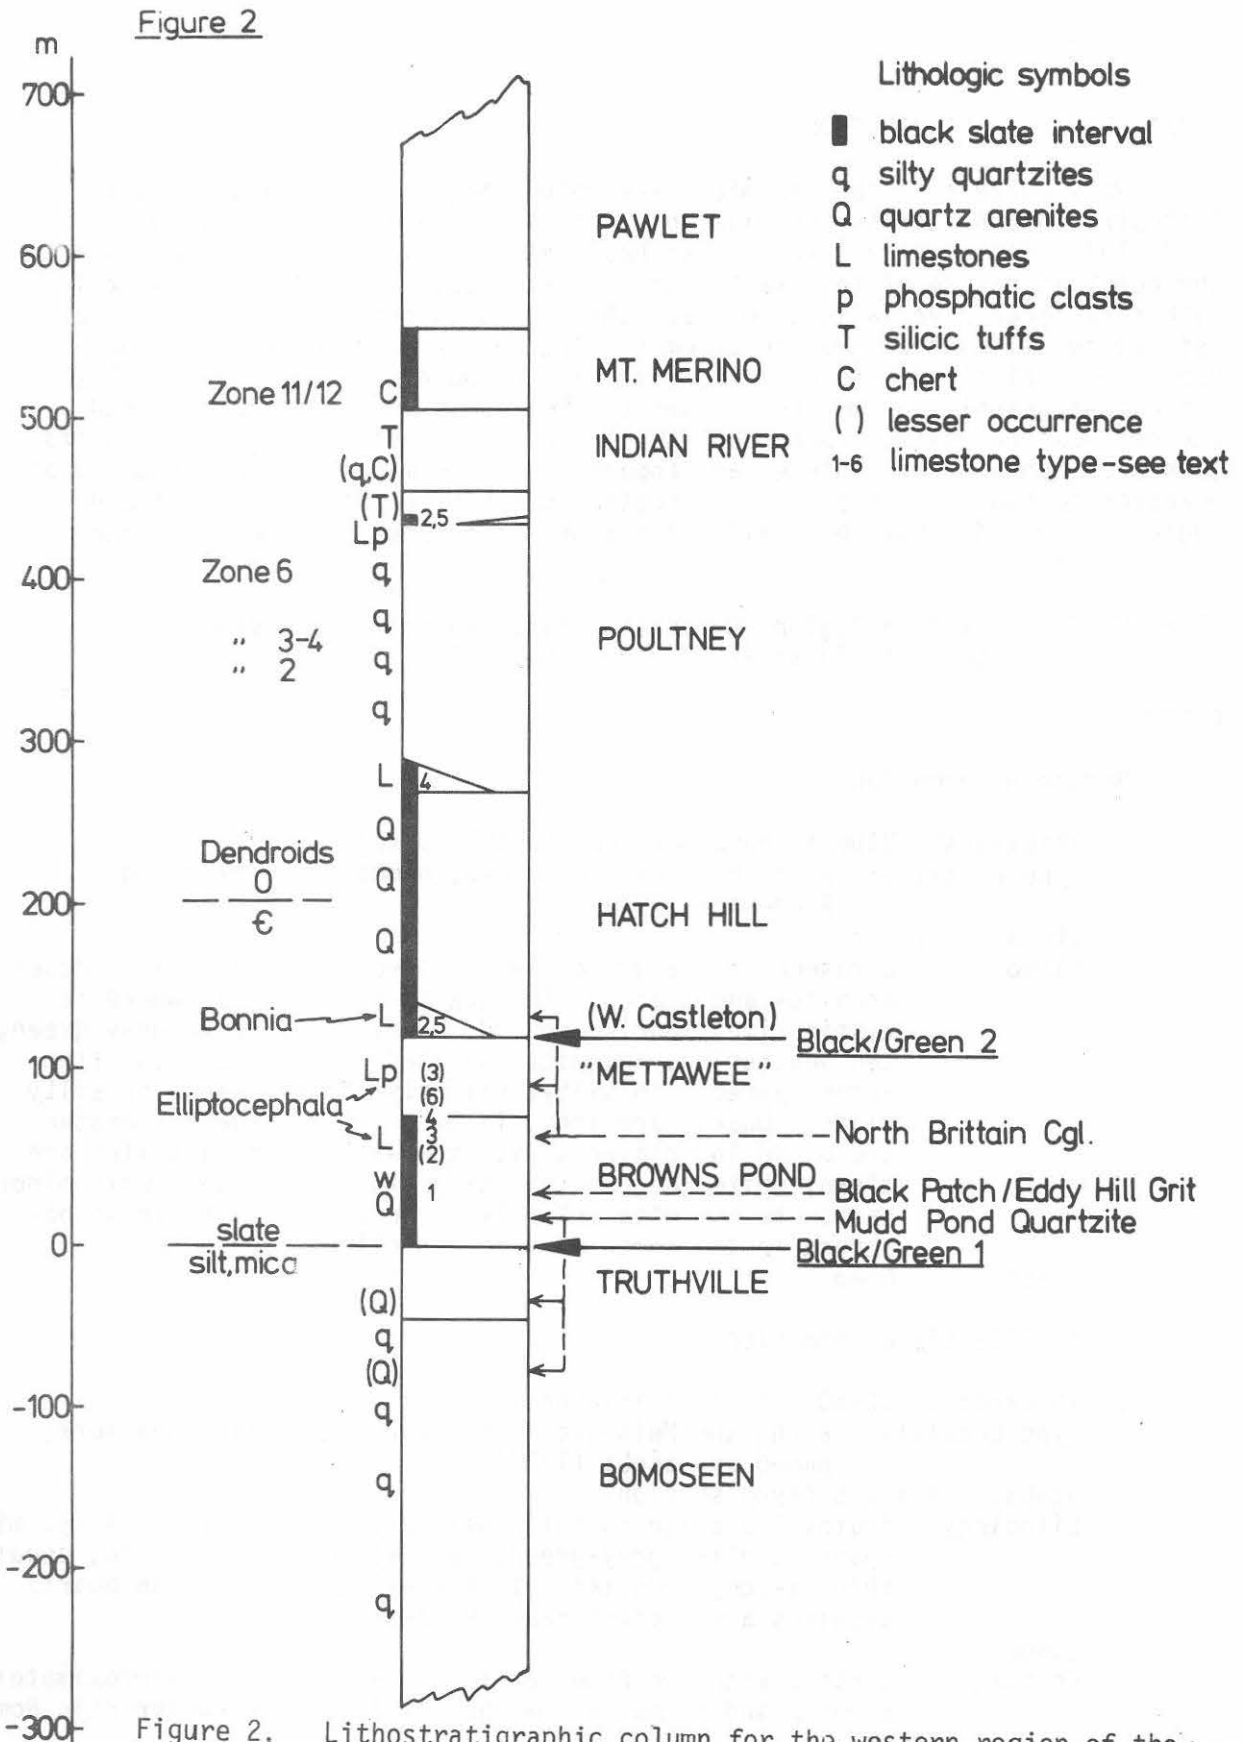 Figure 2
m
700
600
500
400
300
200
100
0
-100
-200
-300
Lithologic symbols
black slate interval
q silty quartzites
Q quartz arenites
L limestones
p phosphatic clasts
T silicic tuffs
C chert
( ) lesser occurrence
1-6 limestone type-see text
PAWLET
MT. MERINO
Zone 11/12 C
T
INDIAN RIVER
(q,C)
(T)
2,5
Lp
Zone 6 q
q
" 3-4
POULTNEY
" 2
q
q
L 4
Q
Dendroids
O
Q
Є
HATCH HILL
Q
Bonnia L 2,5
(W. Castleton)
Black/Green 2
Lp (3)
"METTAWEE"
(6)
Elliptocephala
4
L 3
North Brittain Cgl.
(2)
W
BROWNS POND
Q 1
Black Patch/Eddy Hill Grit
Mudd Pond Quartzite
slate
silt,mica
Black/Green 1
TRUTHVILLE
(Q)
q
(Q)
q
q
BOMOSEEN
q
Figure 2. Lithostratigraphic column for the western region of the